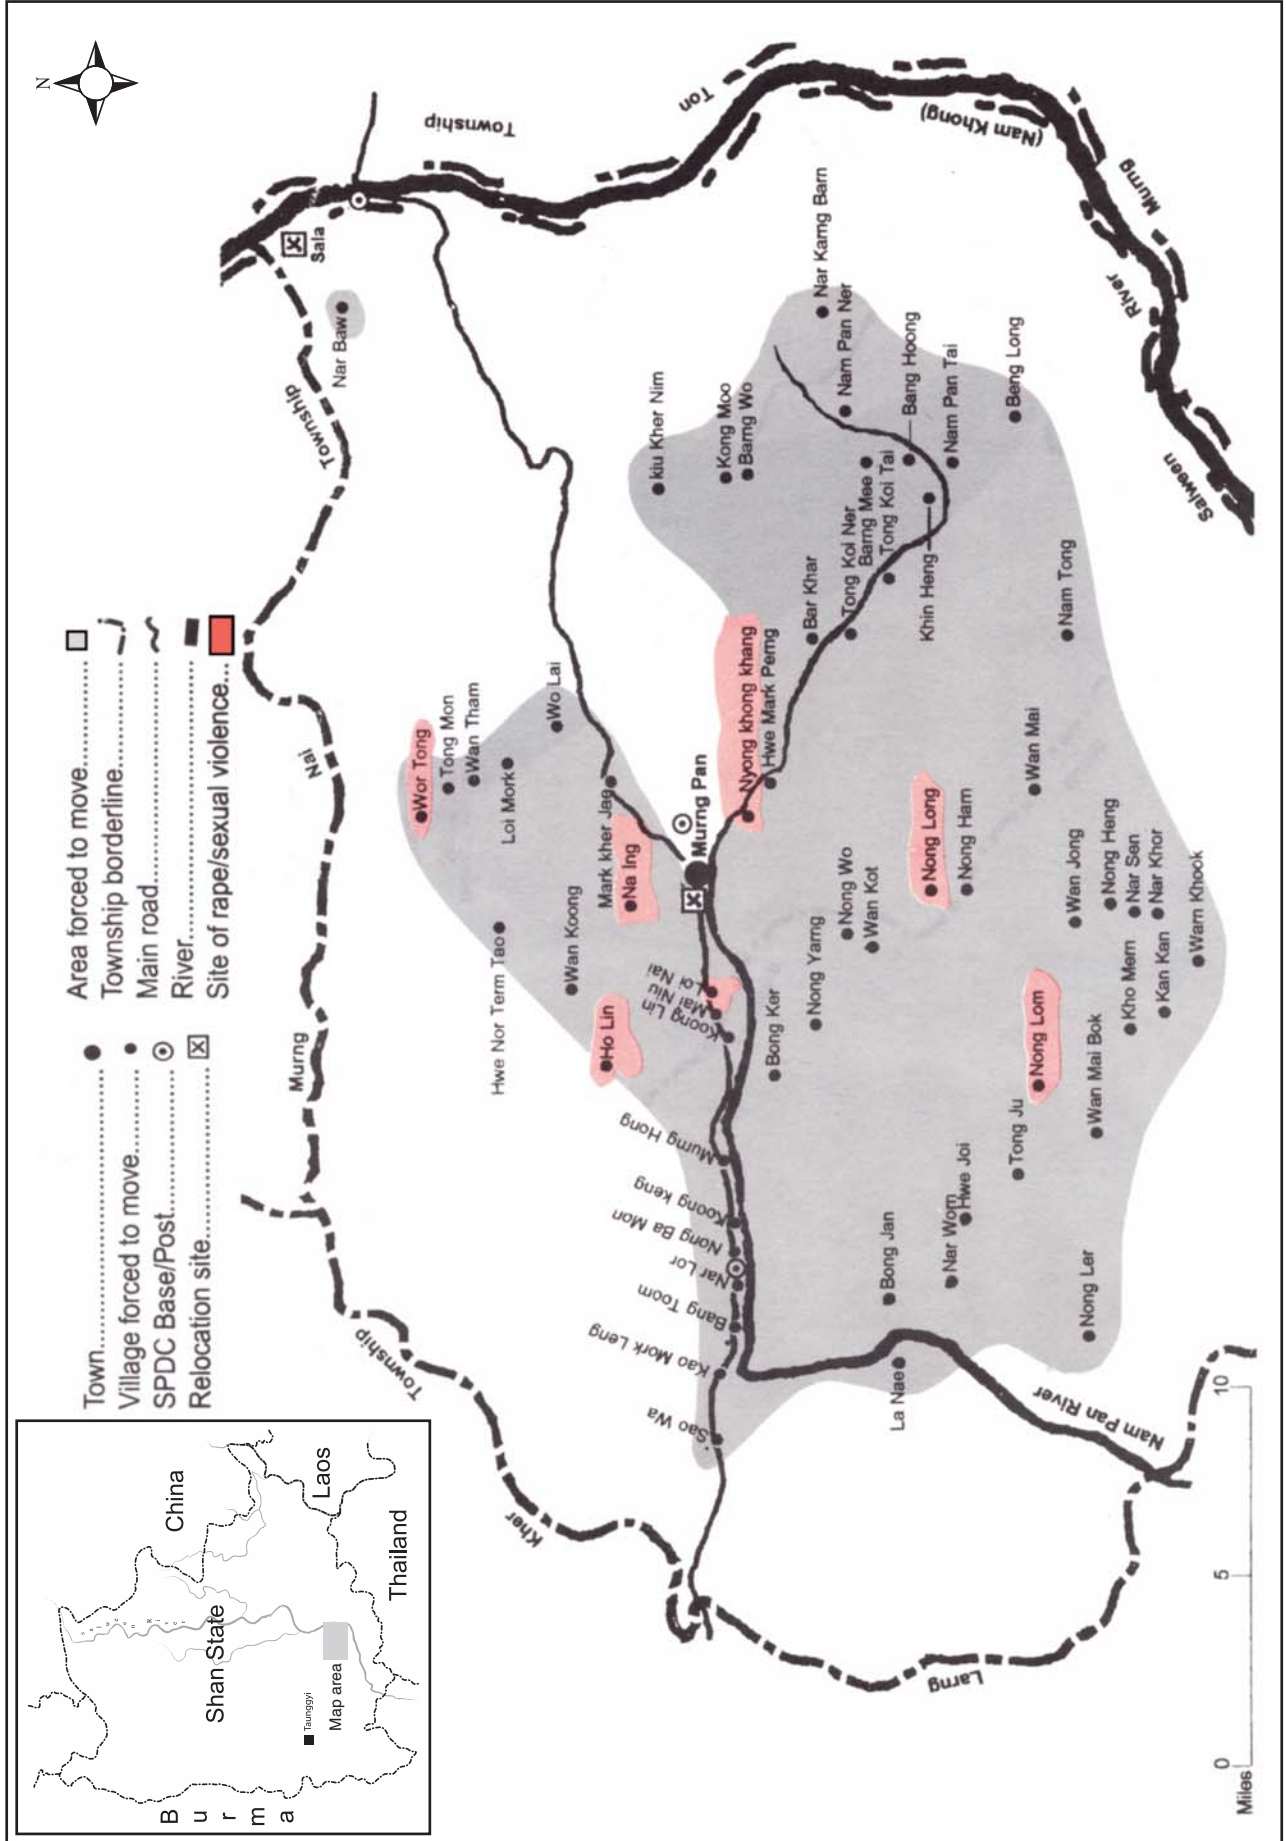 N
Town
Village forced to move
SPDC Base/Post
Relocation site
Area forced to move
Township borderline
Main road
River
Site of rape/sexual violence
China
Laos
Thailand
Shan State
Salween River
Taunggyi
Map area
Burma
Kher
Township
Murng
Nai
Township
Sala
Nar Baw
Township
Ton
(Nam Khong)
Murng
River
Salween
Larng
Nam Pan River
Wor Tong
Tong Mon
Wan Tham
Loi Mork
Wo Lai
Hwe Nor Term Tao
Wan Koong
Mark kher Jae
Na Ing
Ho Lin
Murng Pan
Kiu Kher Nim
Kong Moo
Barng Wo
Nar Karng Barn
Nam Pan Ner
Bang Hoong
Nam Pan Tai
Beng Long
Nyong khong khang
Hwe Mark Perng
Bar Khar
Tong Koi Ner
Barng Mee
Tong Koi Tai
Khin Heng
Nam Tong
Loi Nai
Mai Niu
Koong Lin
Murng Hong
Koong keng
Nong Ba Mon
Nar Lor
Bang Toom
Kao Mork Leng
Sao Wa
Bong Ker
Nong Yarng
Nong Wo
Wan Kot
Nong Long
Nong Ham
Wan Mai
Wan Jong
Nong Heng
Nar Sen
Nar Khor
Warn Khook
Kho Mem
Kan Kan
Nong Lom
Wan Mai Bok
Tong Ju
Hwe Joi
Nar Wom
Bong Jan
Nong Ler
La Nae
Miles
0
5
10